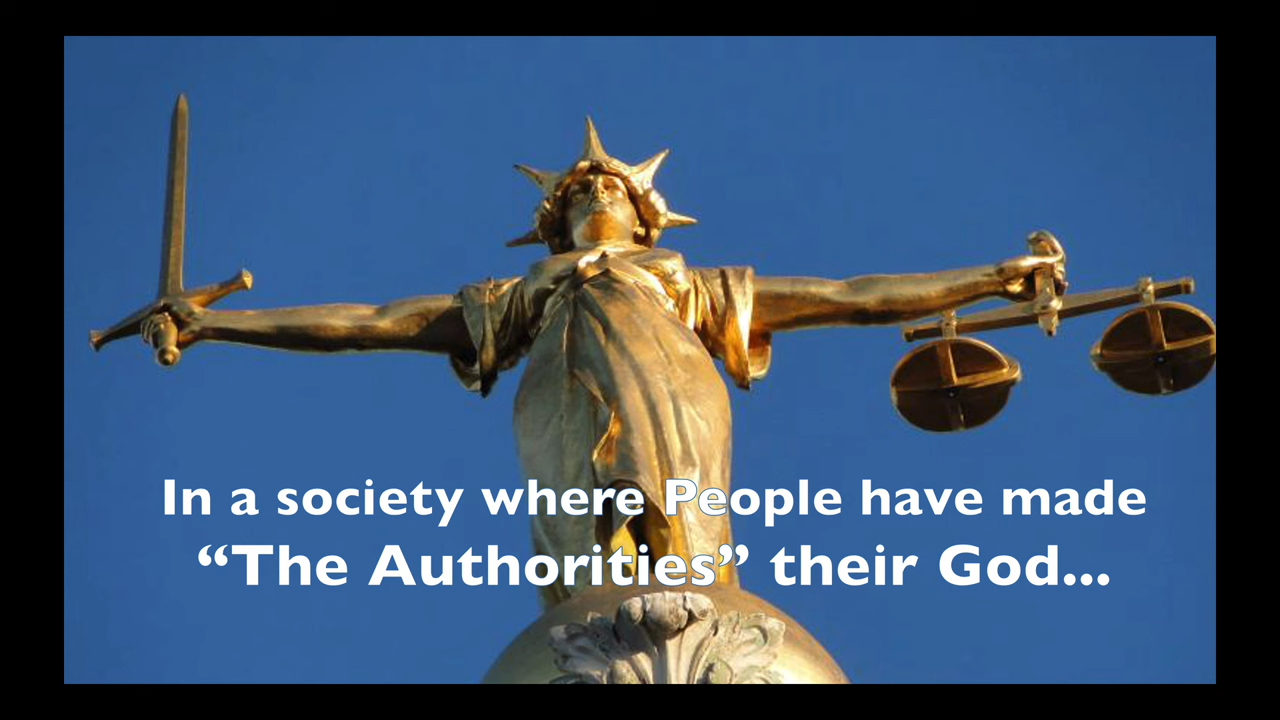 In a society where People have made
“The Authorities” their God...